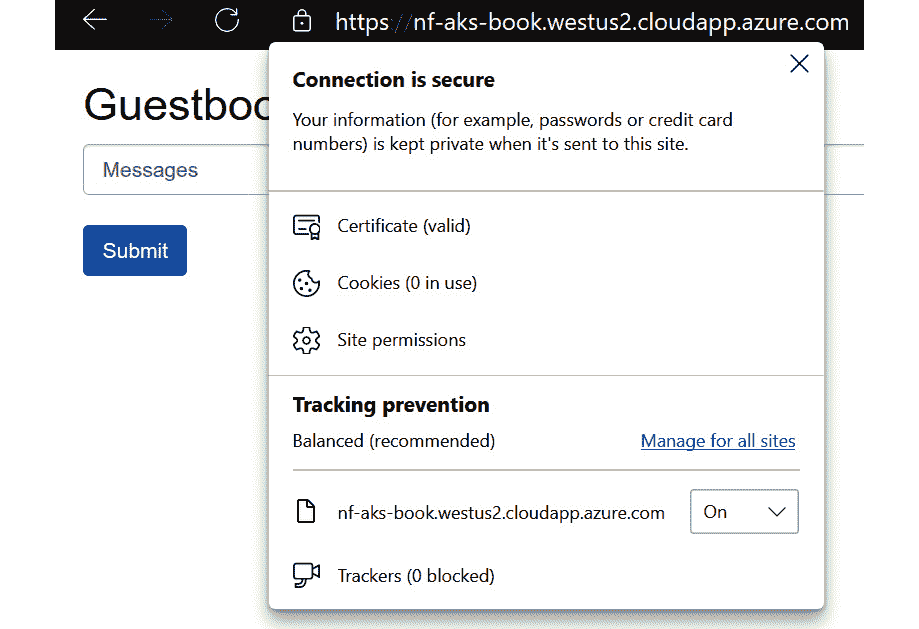 https://nf-aks-book.westus2.cloudapp.azure.com
Guestboo
Messages
Submit
Connection is secure
Your information (for example, passwords or credit card
numbers) is kept private when it's sent to this site.
Certificate (valid)
Cookies (0 in use)
Site permissions
Tracking prevention
Balanced (recommended) Manage for all sites
nf-aks-book.westus2.cloudapp.azure.com On
Trackers (0 blocked)